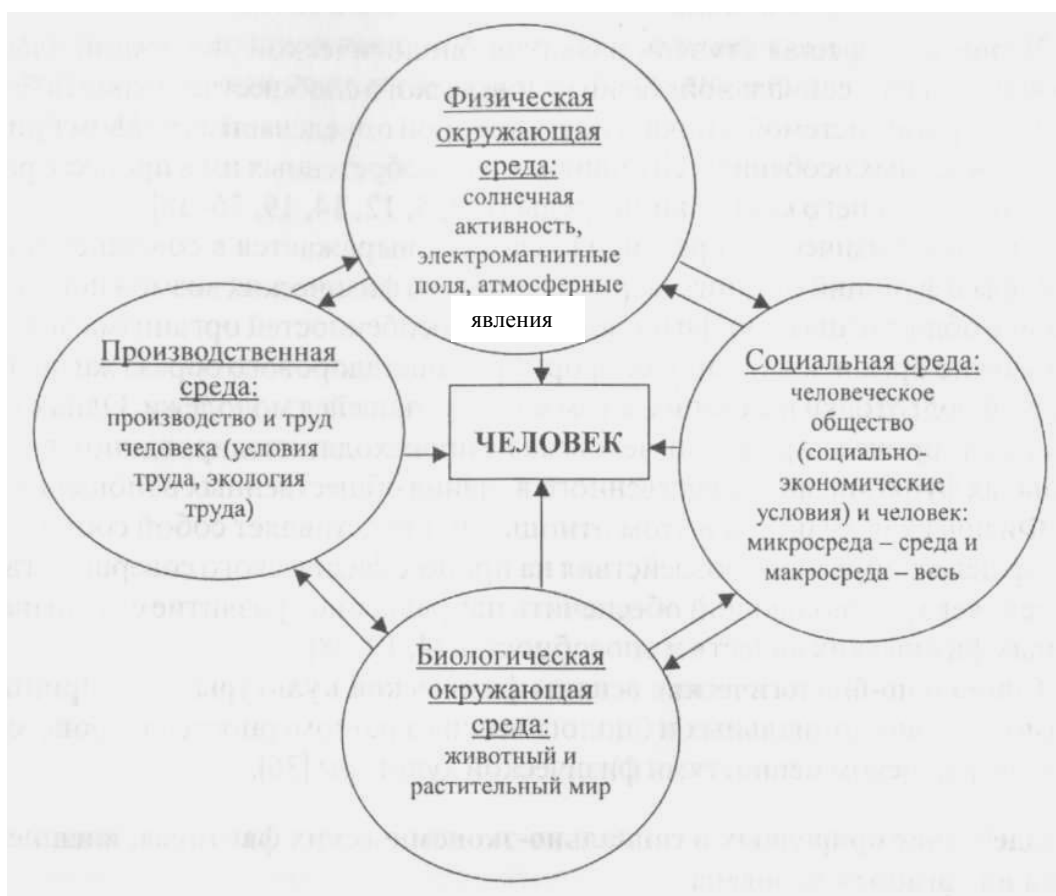 Физическая
окружающая
среда:
солнечная
активность,
электромагнитные
поля, атмосферные
явления
Производственная
среда:
производство и труд
человека (условия
труда, экология
труда)
ЧЕЛОВЕК
Социальная среда:
человеческое
общество
(социально-
экономические
условия) и человек:
микросреда – среда и
макросреда – весь
Биологическая
окружающая
среда:
животный и
растительный мир